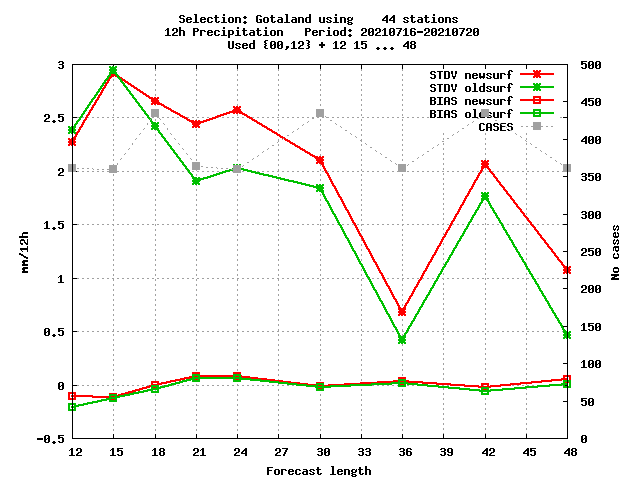 Selection: Gotaland using    44 stations
12h Precipitation   Period: 20210716-20210720
Used {00,12} + 12 15 ... 48
STDV newsurf
STDV oldsurf
BIAS newsurf
BIAS oldsurf
CASES
3
2.5
2
1.5
1
0.5
0
-0.5
mm/12h
500
450
400
350
300
250
200
150
100
50
0
No cases
12 15 18 21 24 27 30 33 36 39 42 45 48
Forecast length